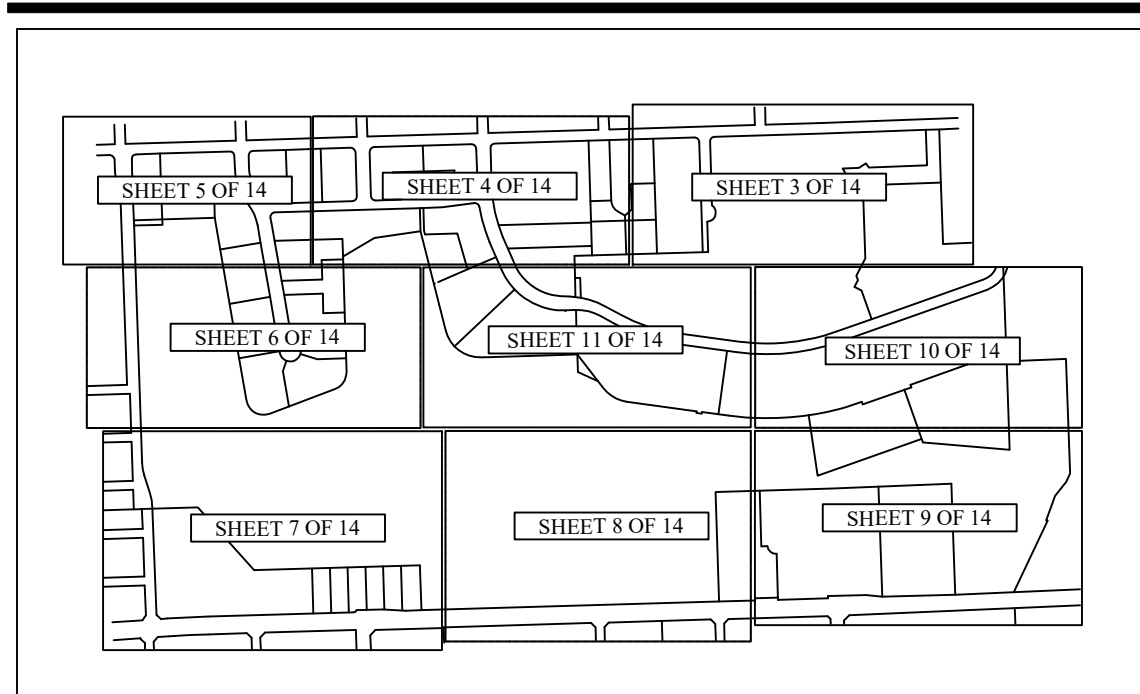 SHEET 5 OF 14
SHEET 4 OF 14
SHEET 3 OF 14
SHEET 6 OF 14
SHEET 11 OF 14
SHEET 10 OF 14
SHEET 7 OF 14
SHEET 8 OF 14
SHEET 9 OF 14